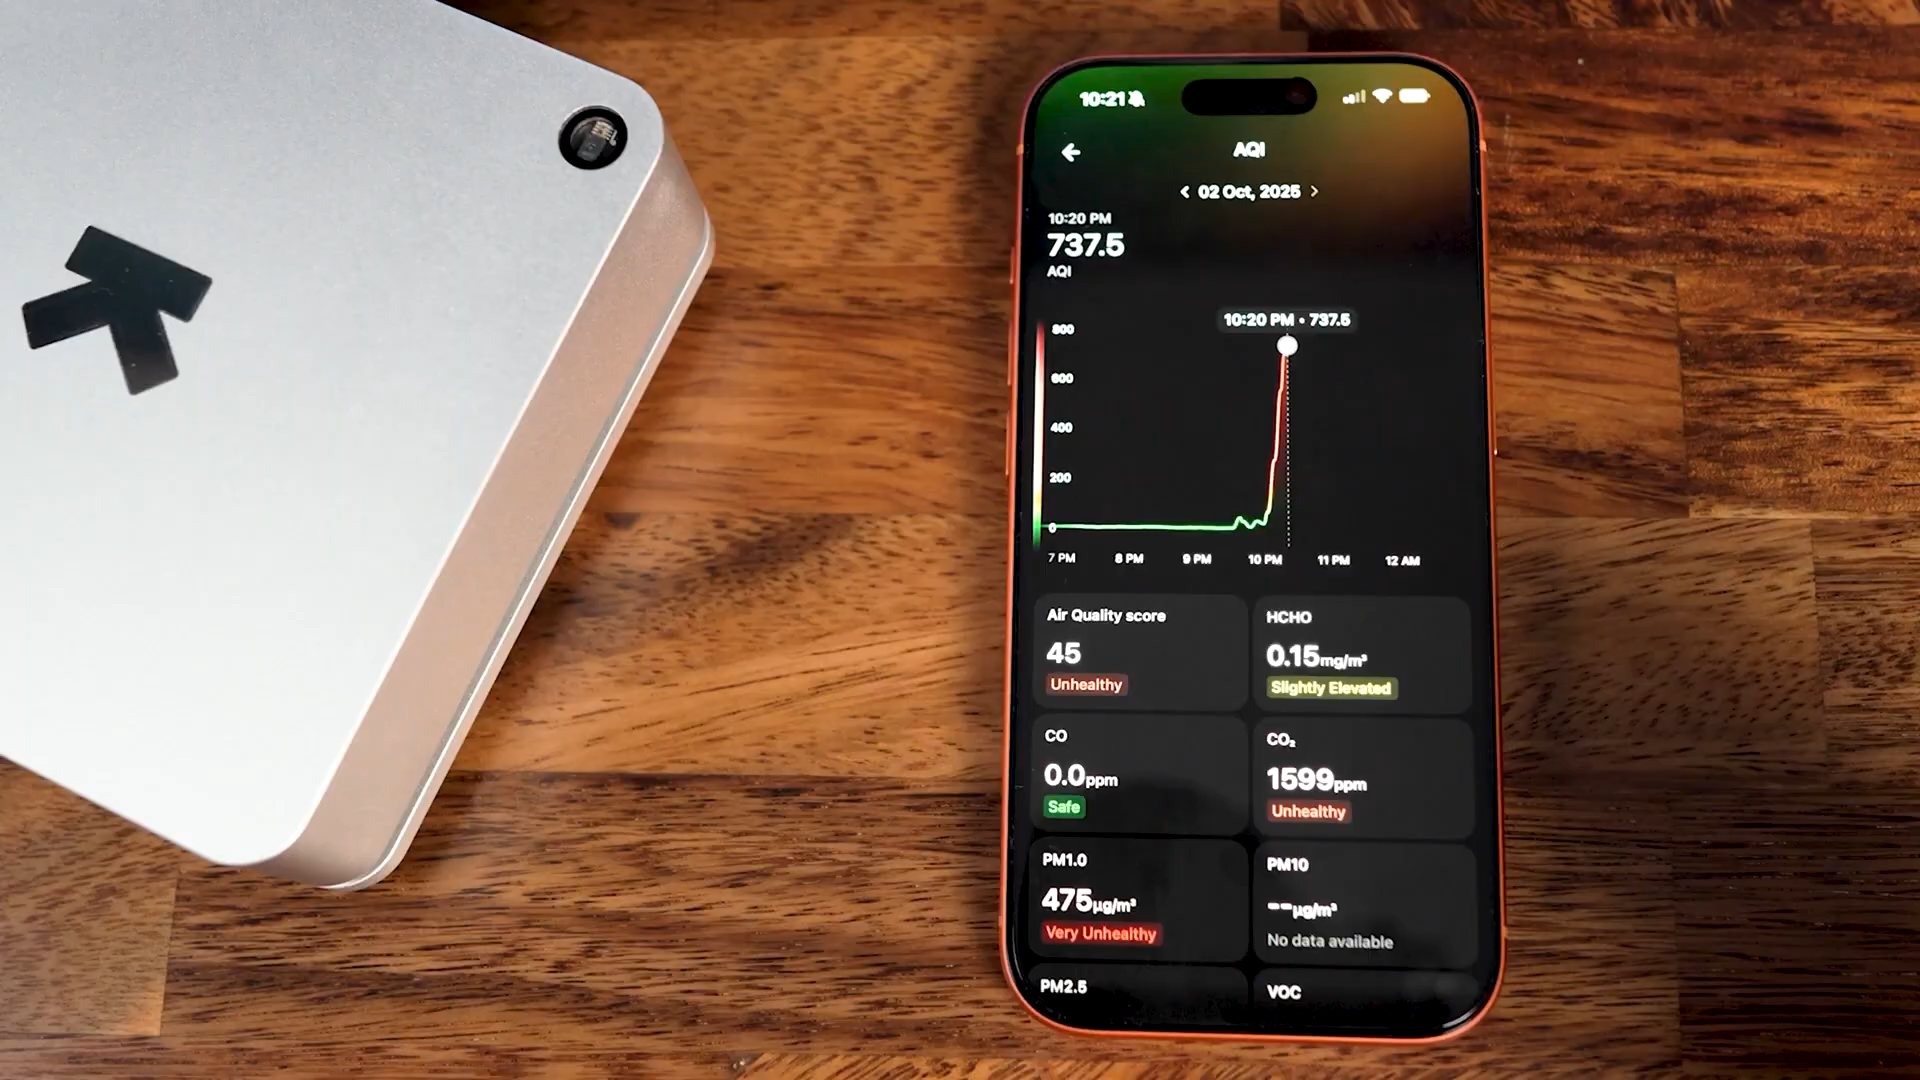 10:21
AQI
02 Oct, 2025
10:20 PM
737.5
AQI
10:20 PM • 737.5
800
600
400
200
0
7 PM 8 PM 9 PM 10 PM 11 PM 12 AM
Air Quality score
45
Unhealthy
HCHO
0.15mg/m³
Slightly Elevated
CO
0.0ppm
Safe
CO₂
1599ppm
Unhealthy
PM1.0
475µg/m³
Very Unhealthy
PM10
--µg/m³
No data available
PM2.5
VOC